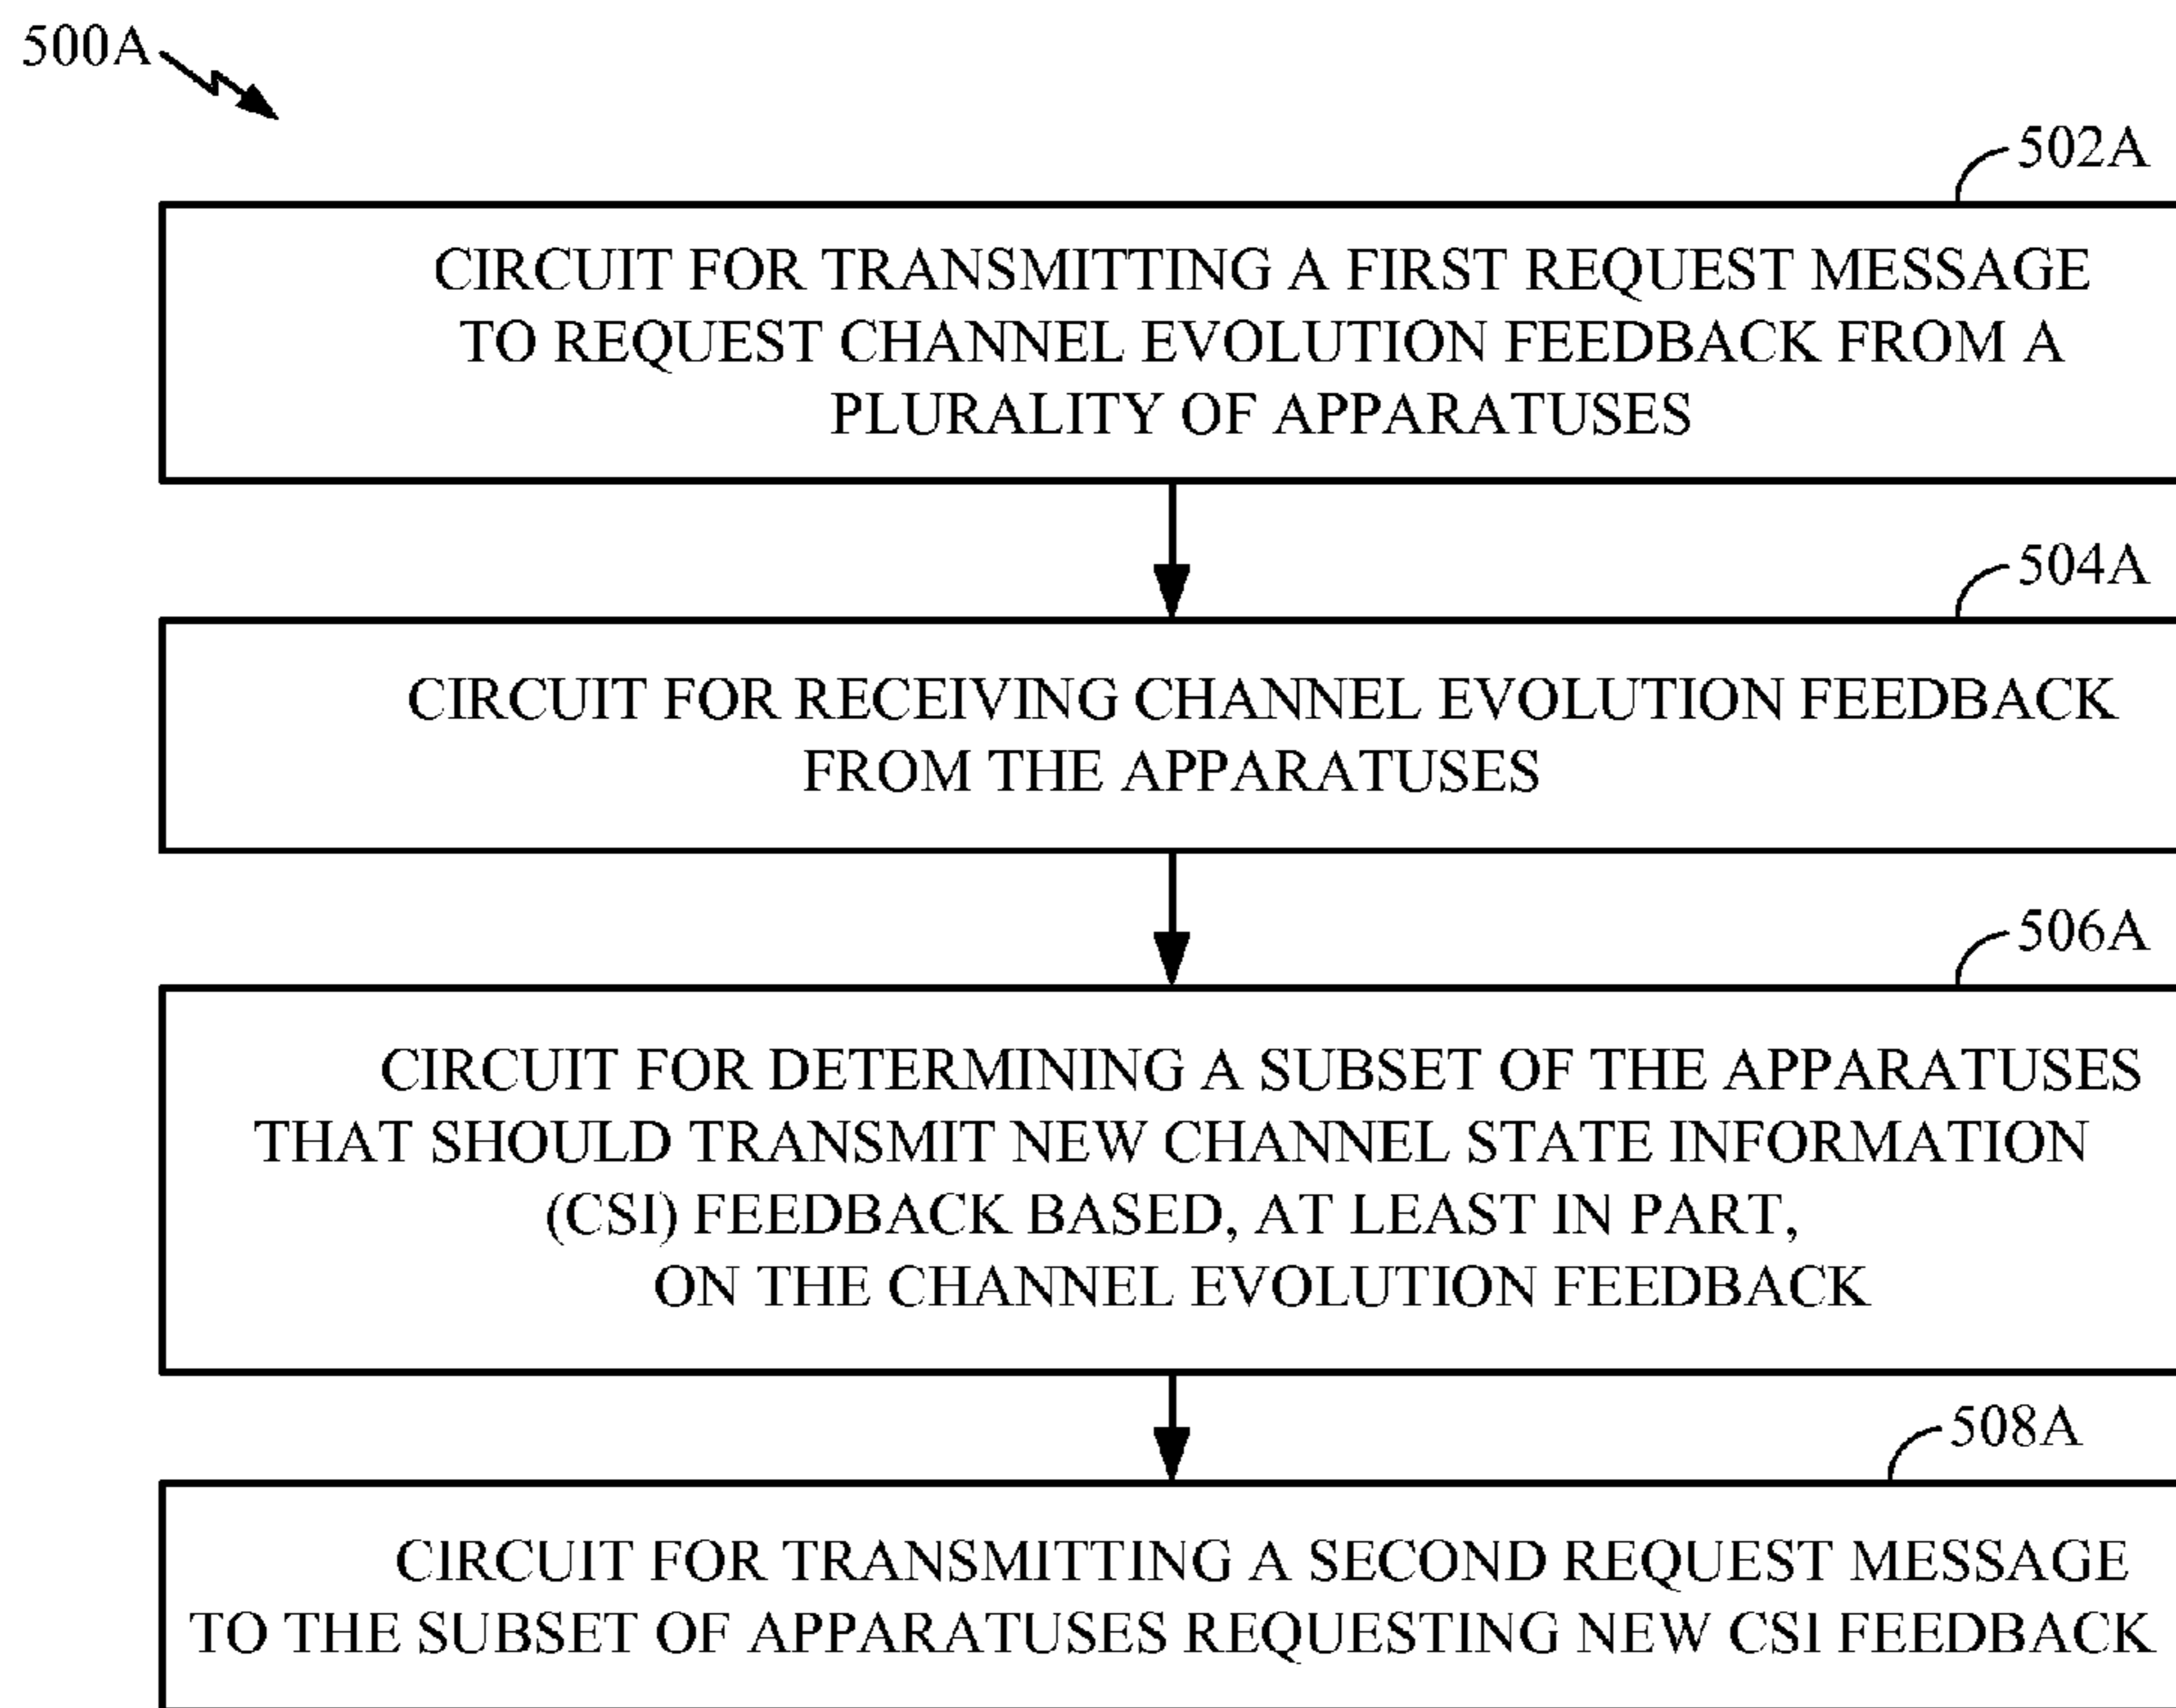 500A
502A
CIRCUIT FOR TRANSMITTING A FIRST REQUEST MESSAGE
TO REQUEST CHANNEL EVOLUTION FEEDBACK FROM A
PLURALITY OF APPARATUSES
504A
CIRCUIT FOR RECEIVING CHANNEL EVOLUTION FEEDBACK
FROM THE APPARATUSES
506A
CIRCUIT FOR DETERMINING A SUBSET OF THE APPARATUSES
THAT SHOULD TRANSMIT NEW CHANNEL STATE INFORMATION
(CSI) FEEDBACK BASED, AT LEAST IN PART,
ON THE CHANNEL EVOLUTION FEEDBACK
508A
CIRCUIT FOR TRANSMITTING A SECOND REQUEST MESSAGE
TO THE SUBSET OF APPARATUSES REQUESTING NEW CSI FEEDBACK